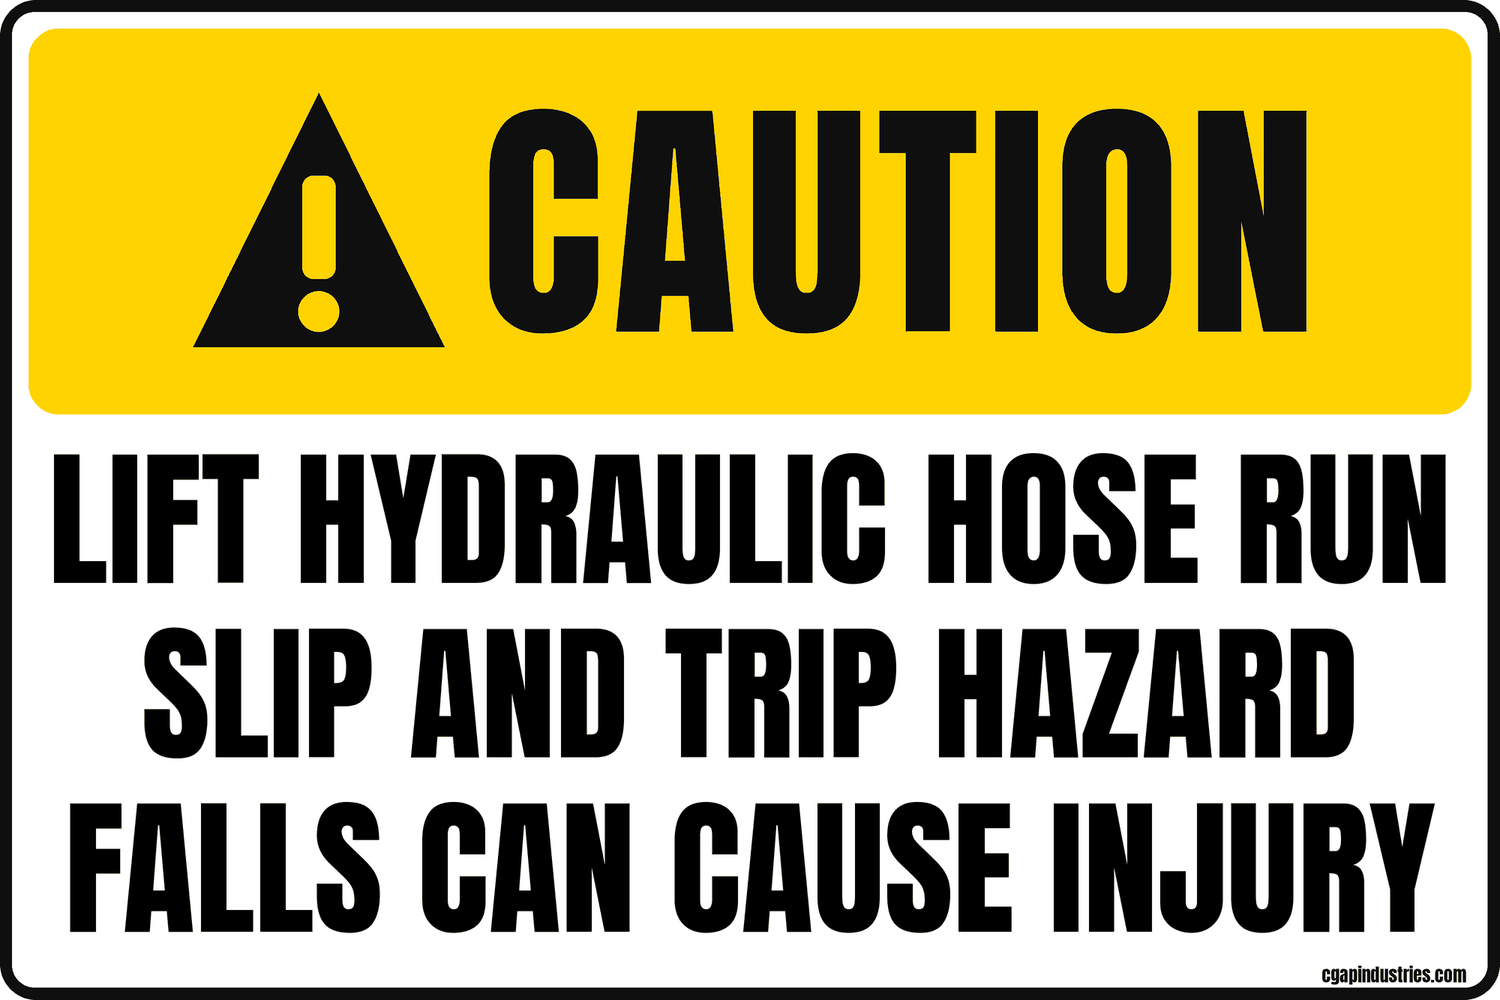 CAUTION
LIFT HYDRAULIC HOSE RUN
SLIP AND TRIP HAZARD
FALLS CAN CAUSE INJURY
cgapindustries.com